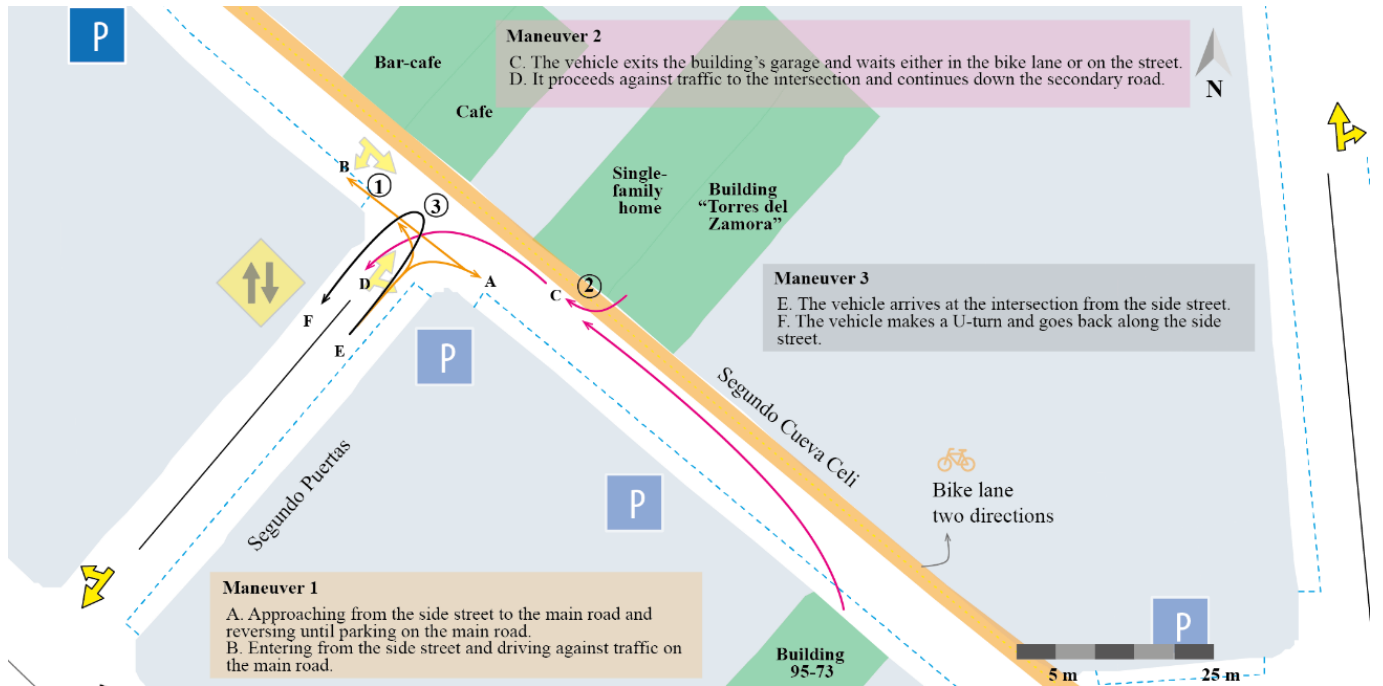 P
Maneuver 2
C. The vehicle exits the building’s garage and waits either in the bike lane or on the street.
D. It proceeds against traffic to the intersection and continues down the secondary road.
N
Bar-cafe
Cafe
B
1
3
Single-
family
home
Building
“Torres del
Zamora”
D
A
C
2
F
E
P
Maneuver 3
E. The vehicle arrives at the intersection from the side street.
F. The vehicle makes a U-turn and goes back along the side
street.
Segundo Cueva Celi
Segundo Puertas
P
Bike lane
two directions
Maneuver 1
A. Approaching from the side street to the main road and
reversing until parking on the main road.
B. Entering from the side street and driving against traffic on
the main road.
P
Building
95-73
5 m
25 m